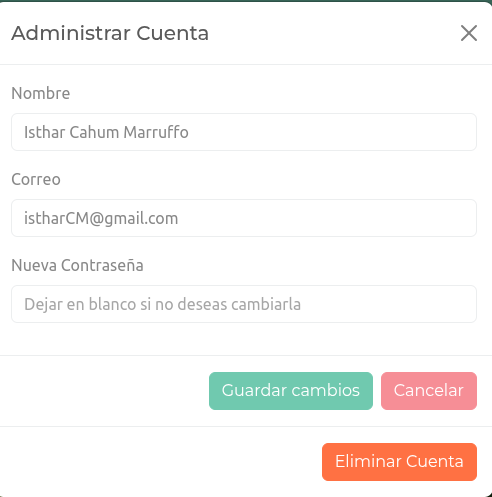 Administrar Cuenta
Nombre
Isthar Cahum Marruffo
Correo
istharCM@gmail.com
Nueva Contraseña
Dejar en blanco si no deseas cambiarla
Guardar cambios
Cancelar
Eliminar Cuenta